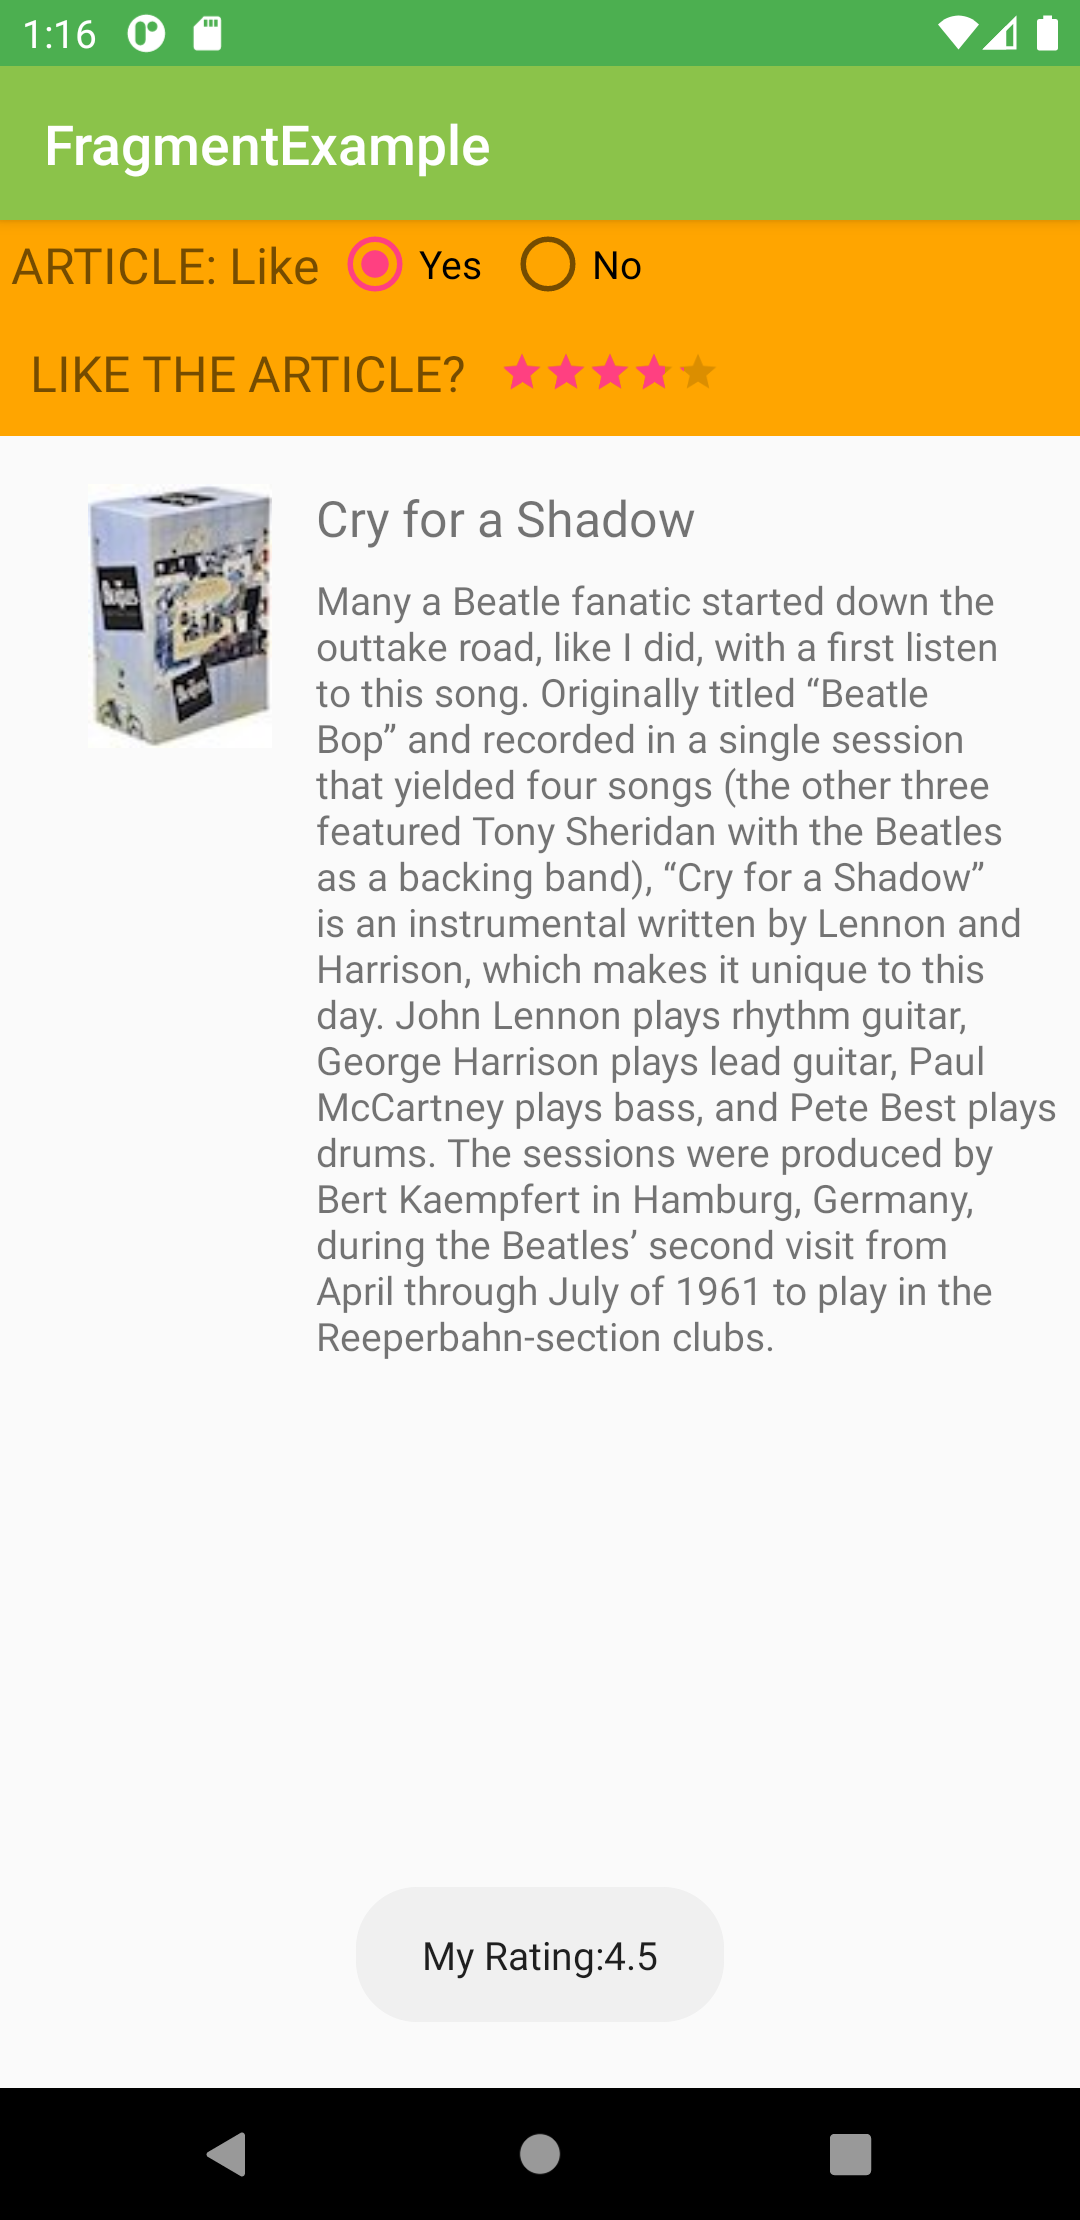 1:16
FragmentExample
ARTICLE: Like Yes No
LIKE THE ARTICLE?
Cry for a Shadow
Many a Beatle fanatic started down the
outtake road, like I did, with a first listen
to this song. Originally titled “Beatle
Bop” and recorded in a single session
that yielded four songs (the other three
featured Tony Sheridan with the Beatles
as a backing band), “Cry for a Shadow”
is an instrumental written by Lennon and
Harrison, which makes it unique to this
day. John Lennon plays rhythm guitar,
George Harrison plays lead guitar, Paul
McCartney plays bass, and Pete Best plays
drums. The sessions were produced by
Bert Kaempfert in Hamburg, Germany,
during the Beatles’ second visit from
April through July of 1961 to play in the
Reeperbahn-section clubs.
My Rating:4.5